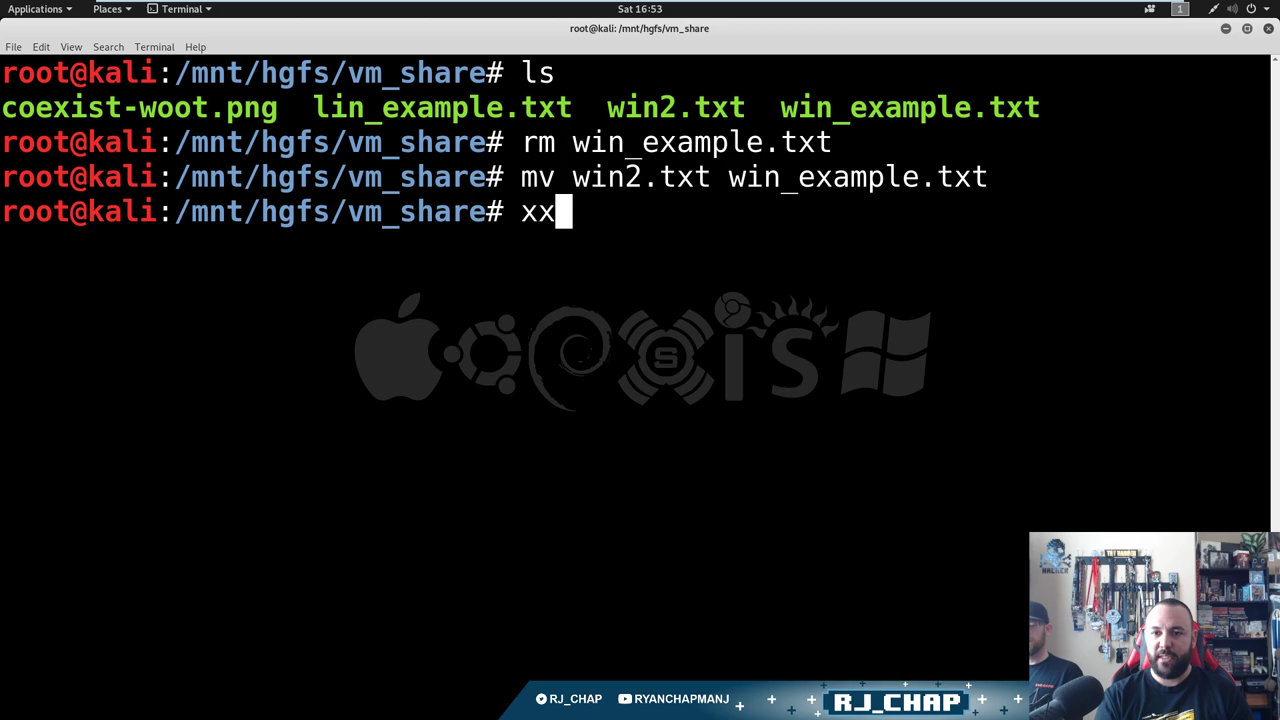 Applications Places Terminal Sat 16:53 1
root@kali: /mnt/hgfs/vm_share
File Edit View Search Terminal Help
root@kali:/mnt/hgfs/vm_share# ls
coexist-woot.png lin_example.txt win2.txt win_example.txt
root@kali:/mnt/hgfs/vm_share# rm win_example.txt
root@kali:/mnt/hgfs/vm_share# mv win2.txt win_example.txt
root@kali:/mnt/hgfs/vm_share# xx
RJ_CHAP RYANCHAPMANJ RJ_CHAP